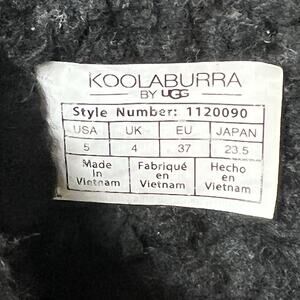 KOOLABURRA
BY UGG
Style Number: 1120090
USA UK EU JAPAN
5 4 37 23.5
Made in Vietnam Fabriqué en Vietnam Hecho en Vietnam